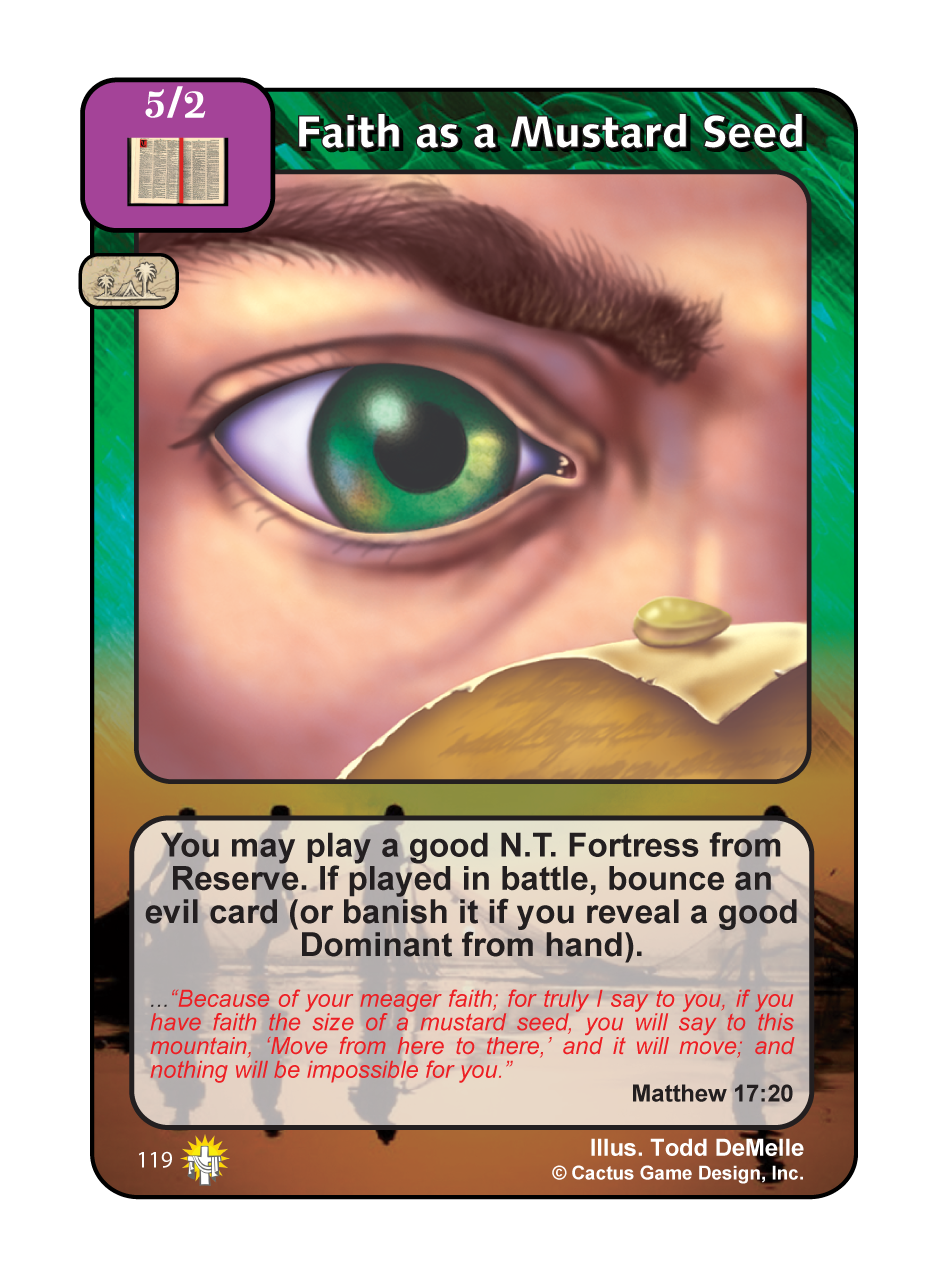 5/2
Faith as a Mustard Seed
You may play a good N.T. Fortress from
Reserve. If played in battle, bounce an
evil card (or banish it if you reveal a good
Dominant from hand).
...“Because of your meager faith; for truly I say to you, if you
have faith the size of a mustard seed, you will say to this
mountain, ‘Move from here to there,’ and it will move; and
nothing will be impossible for you.”
Matthew 17:20
119
Illus. Todd DeMelle
© Cactus Game Design, Inc.